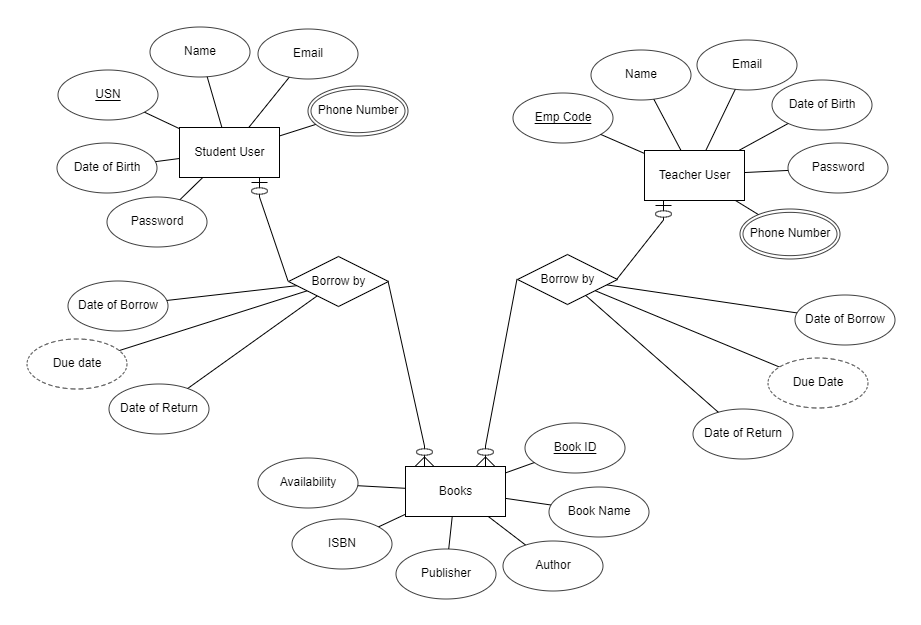 Name
Email
USN
Phone Number
Student User
Date of Birth
Password
Borrow by
Date of Borrow
Due date
Date of Return
Name
Email
Emp Code
Date of Birth
Teacher User
Password
Phone Number
Borrow by
Date of Borrow
Due Date
Date of Return
Book ID
Availability
Books
Book Name
ISBN
Publisher
Author